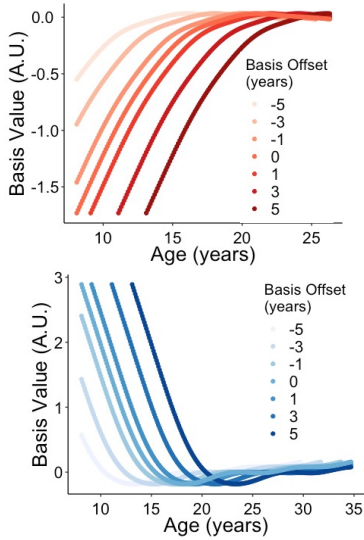 0.0
-0.5
-1.0
-1.5
Basis Value (A.U.)
Basis Offset
(years)
-5
-3
-1
0
1
3
5
10 15 20 25
Age (years)
3
2
1
0
Basis Value (A.U.)
Basis Offset
(years)
-5
-3
-1
0
1
3
5
10 15 20 25 30 35
Age (years)